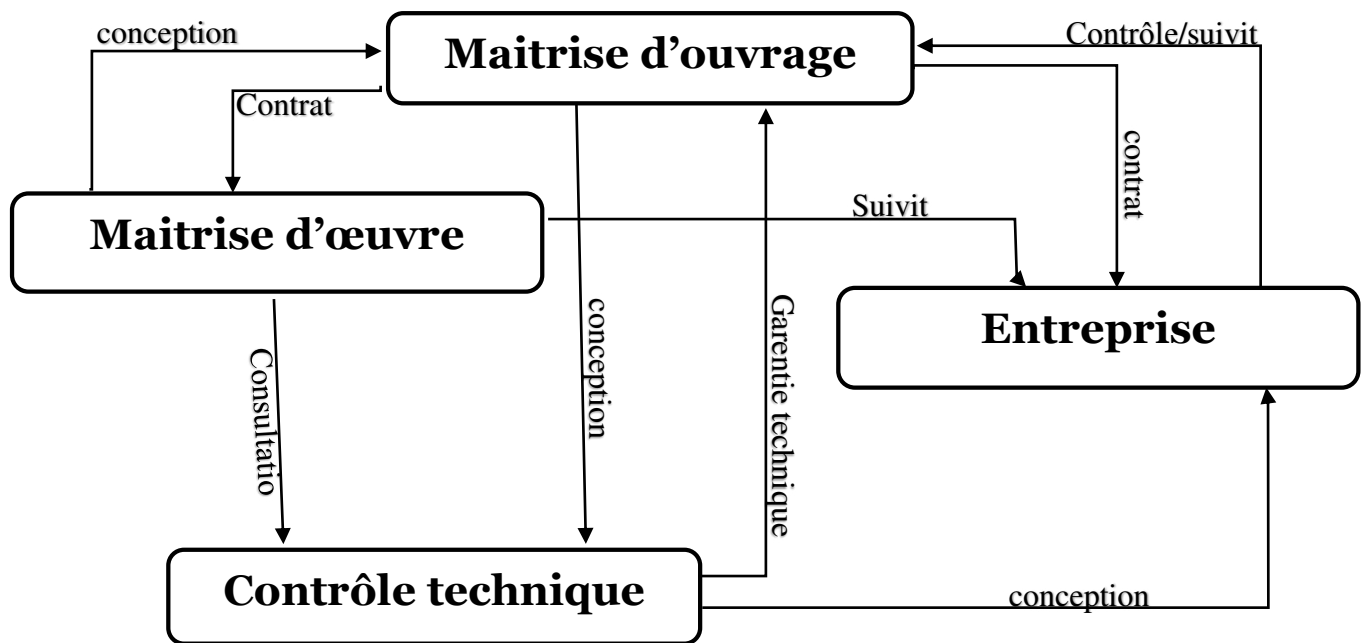 conception
Maitrise d’ouvrage
Contrôle/suivit
Contrat
contrat
Maitrise d’œuvre
Suivit
Consultatio
conception
Garentie technique
Entreprise
Contrôle technique
conception